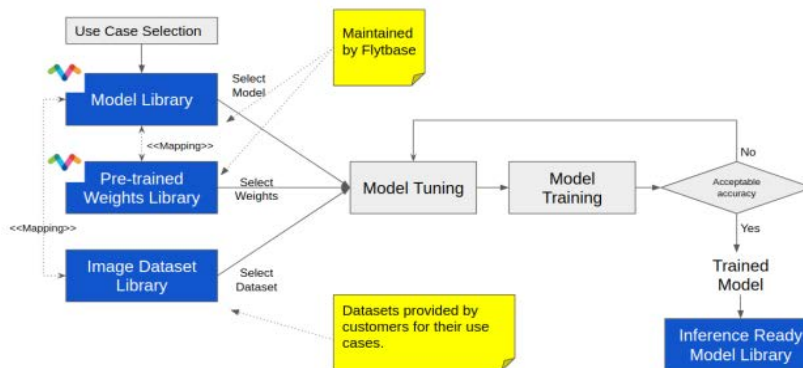 Use Case Selection
Maintained
by Flytbase
Model Library
Select
Model
<<Mapping>>
No
Pre-trained
Weights Library
Select
Weights
Model Tuning
Model
Training
Acceptable
accuracy
<<Mapping>>
Yes
Image Dataset
Library
Select
Dataset
Trained
Model
Datasets provided by
customers for their use
cases.
Inference Ready
Model Library